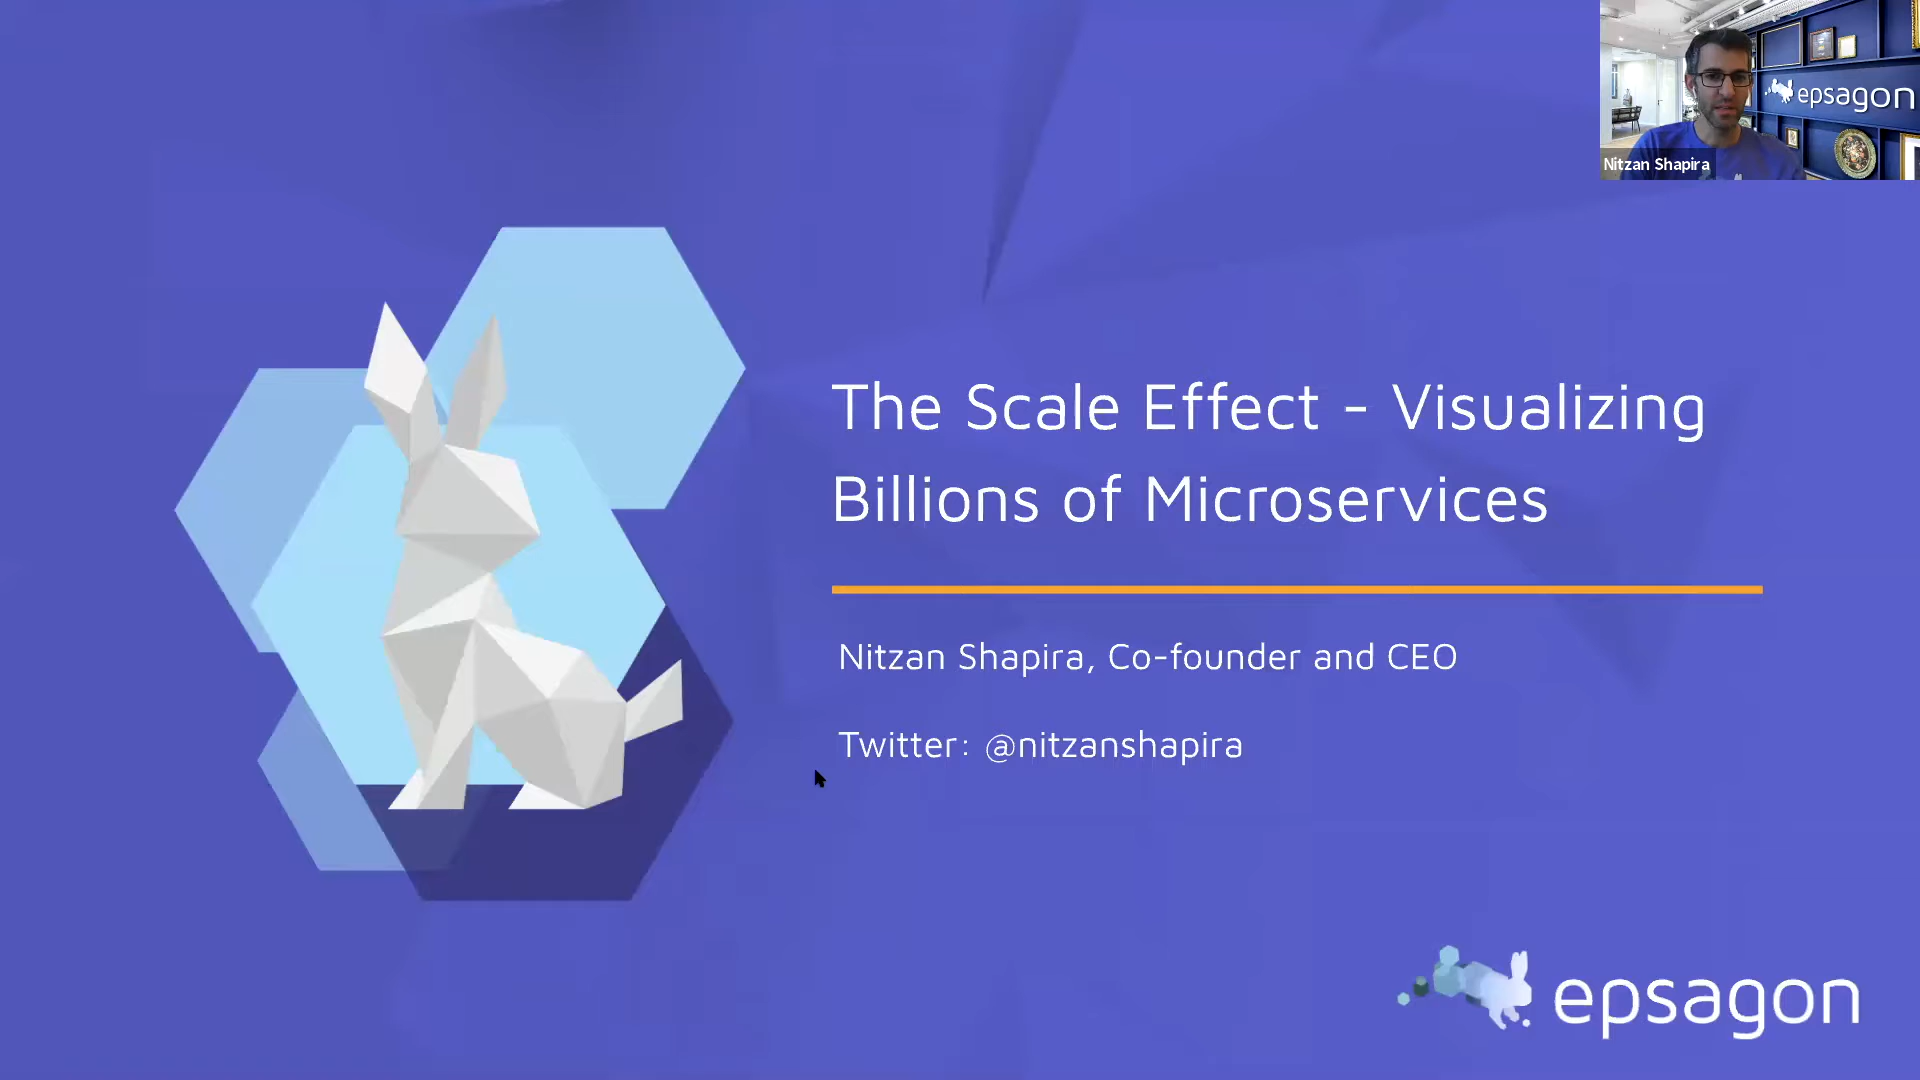 epsagon
Nitzan Shapira
The Scale Effect - Visualizing
Billions of Microservices
Nitzan Shapira, Co-founder and CEO
Twitter: @nitzanshapira
epsagon